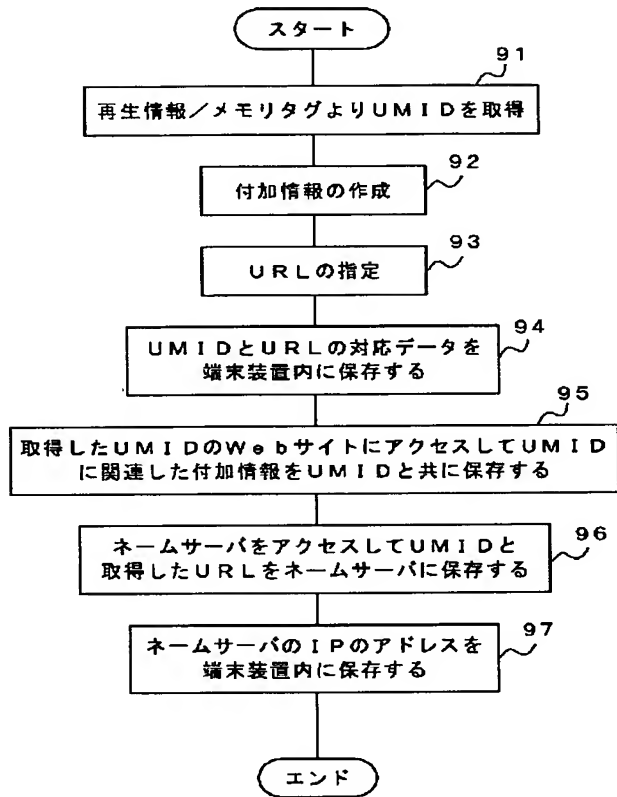 スタート
91
再生情報／メモリタグよりUMIDを取得
92
付加情報の作成
93
URLの指定
94
UMIDとURLの対応データを
端末装置内に保存する
95
取得したUMIDのWebサイトにアクセスしてUMID
に関連した付加情報をUMIDと共に保存する
96
ネームサーバをアクセスしてUMIDと
取得したURLをネームサーバに保存する
97
ネームサーバのIPのアドレスを
端末装置内に保存する
エンド